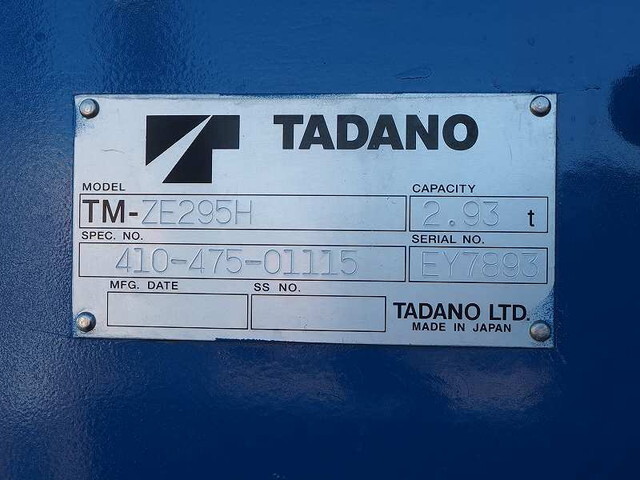 TADANO
MODEL CAPACITY
TM-ZE295H 2.93 t
SPEC. NO. SERIAL NO.
410-475-01115 EY7893
MFG. DATE SS NO.
TADANO LTD.
MADE IN JAPAN